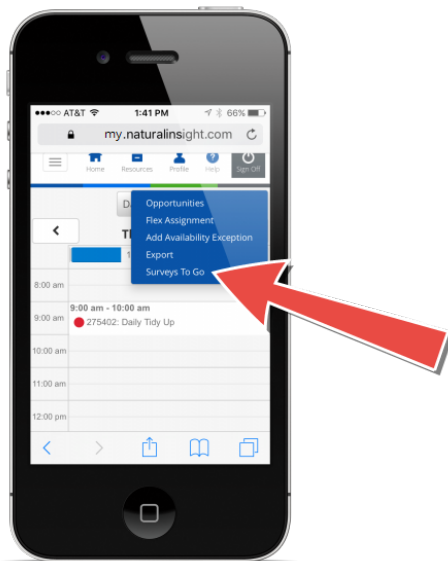 AT&T 1:41 PM 66%
my.naturalinsight.com
Home Resources Profile Help Sign Off
Opportunities
Flex Assignment
Add Availability Exception
Export
Surveys To Go
8:00 am
9:00 am - 10:00 am
9:00 am 275402: Daily Tidy Up
10:00 am
11:00 am
12:00 pm